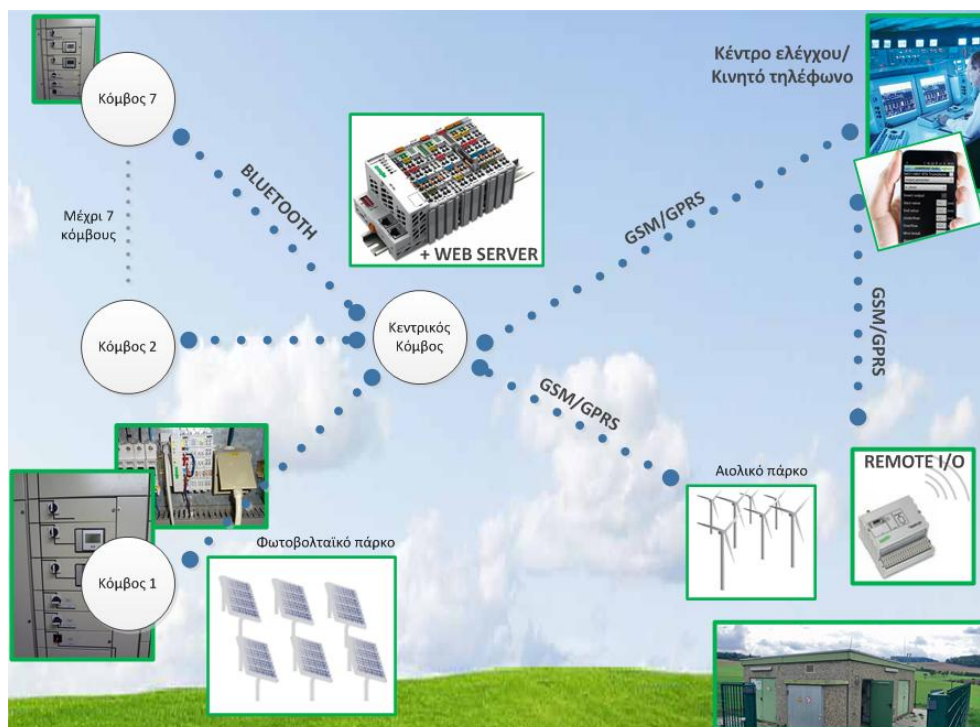 Κόμβος 7
Κέντρο ελέγχου/
Κινητό τηλέφωνο
BLUETOOTH
Μέχρι 7
κόμβους
+ WEB SERVER
GSM/GPRS
Κόμβος 2
Κεντρικός
Κόμβος
GSM/GPRS
GSM/GPRS
Αιολικό πάρκο
REMOTE I/O
Φωτοβολταϊκό πάρκο
Κόμβος 1